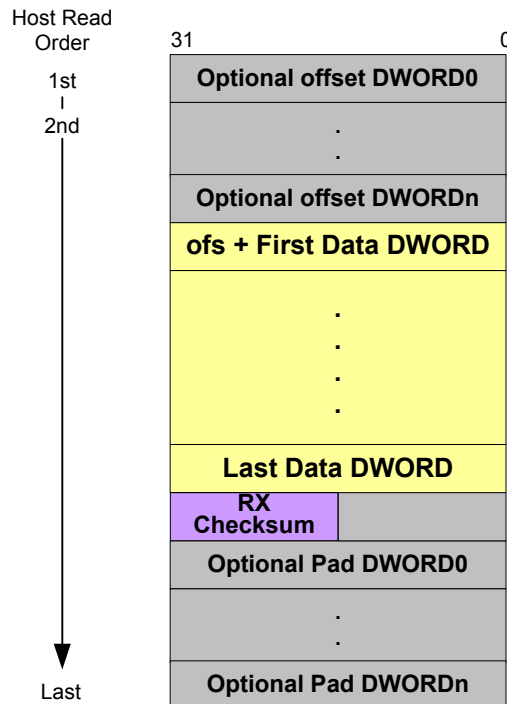 Host Read
Order
31
0
1st
2nd
Last
Optional offset DWORD0
.
.
Optional offset DWORDn
ofs + First Data DWORD
.
.
.
.
Last Data DWORD
RX
Checksum
Optional Pad DWORD0
.
.
Optional Pad DWORDn